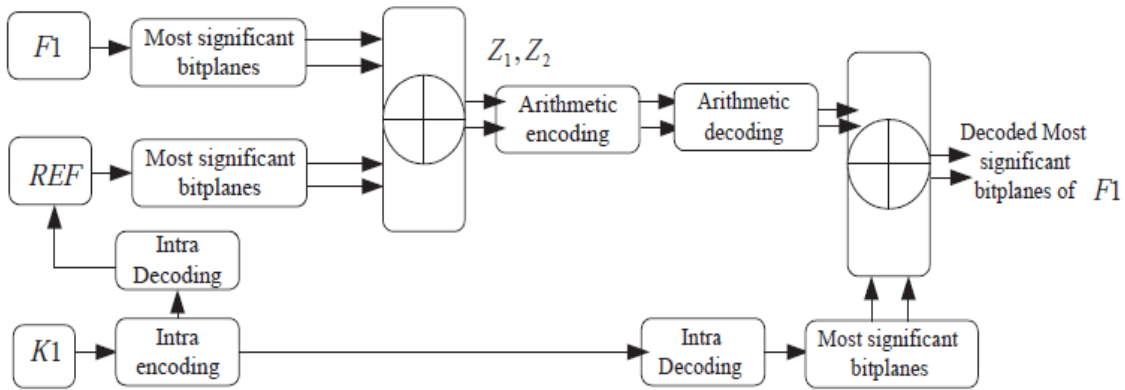 F1
Most significant
bitplanes
Z₁, Z₂
Arithmetic
encoding
Arithmetic
decoding
Decoded Most
significant
bitplanes of F1
REF
Most significant
bitplanes
Intra
Decoding
K1
Intra
encoding
Intra
Decoding
Most significant
bitplanes